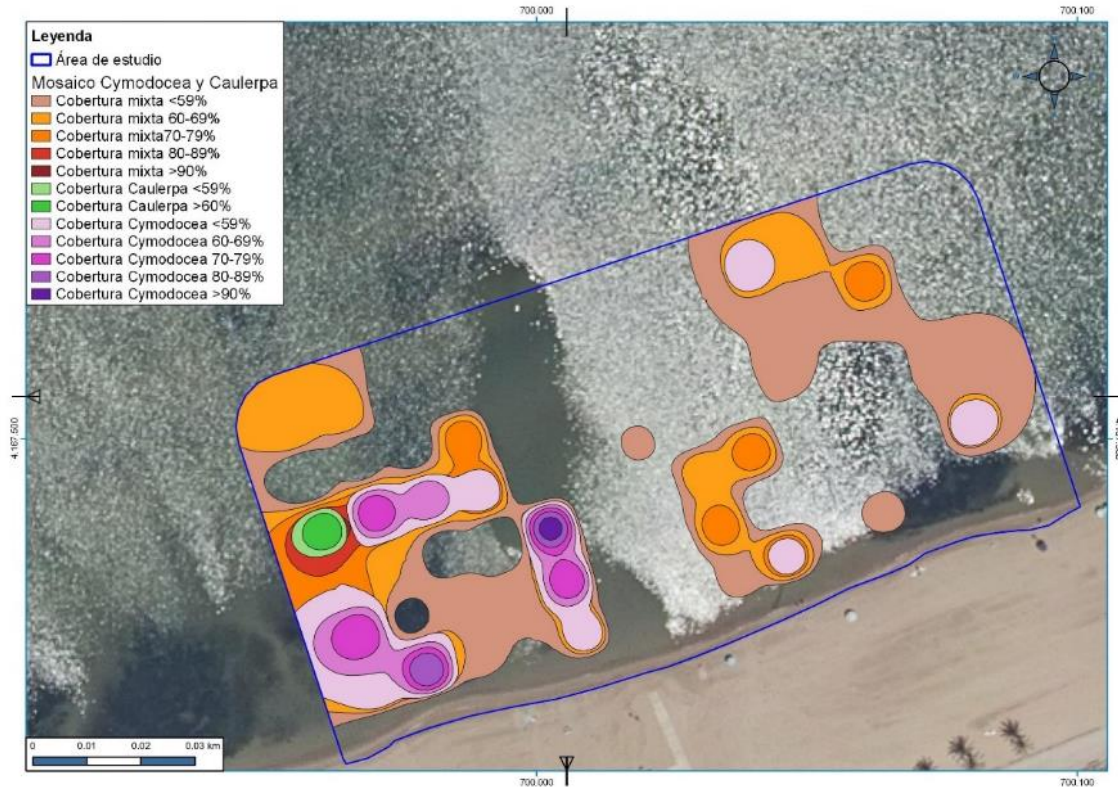 700.000
700.100
Leyenda
Área de estudio
Mosaico Cymodocea y Caulerpa
Cobertura mixta <59%
Cobertura mixta 60-69%
Cobertura mixta70-79%
Cobertura mixta 80-89%
Cobertura mixta >90%
Cobertura Caulerpa <59%
Cobertura Caulerpa >60%
Cobertura Cymodocea <59%
Cobertura Cymodocea 60-69%
Cobertura Cymodocea 70-79%
Cobertura Cymodocea 80-89%
Cobertura Cymodocea >90%
4.167.500
0 0.01 0.02 0.03 km
700.000
700.100